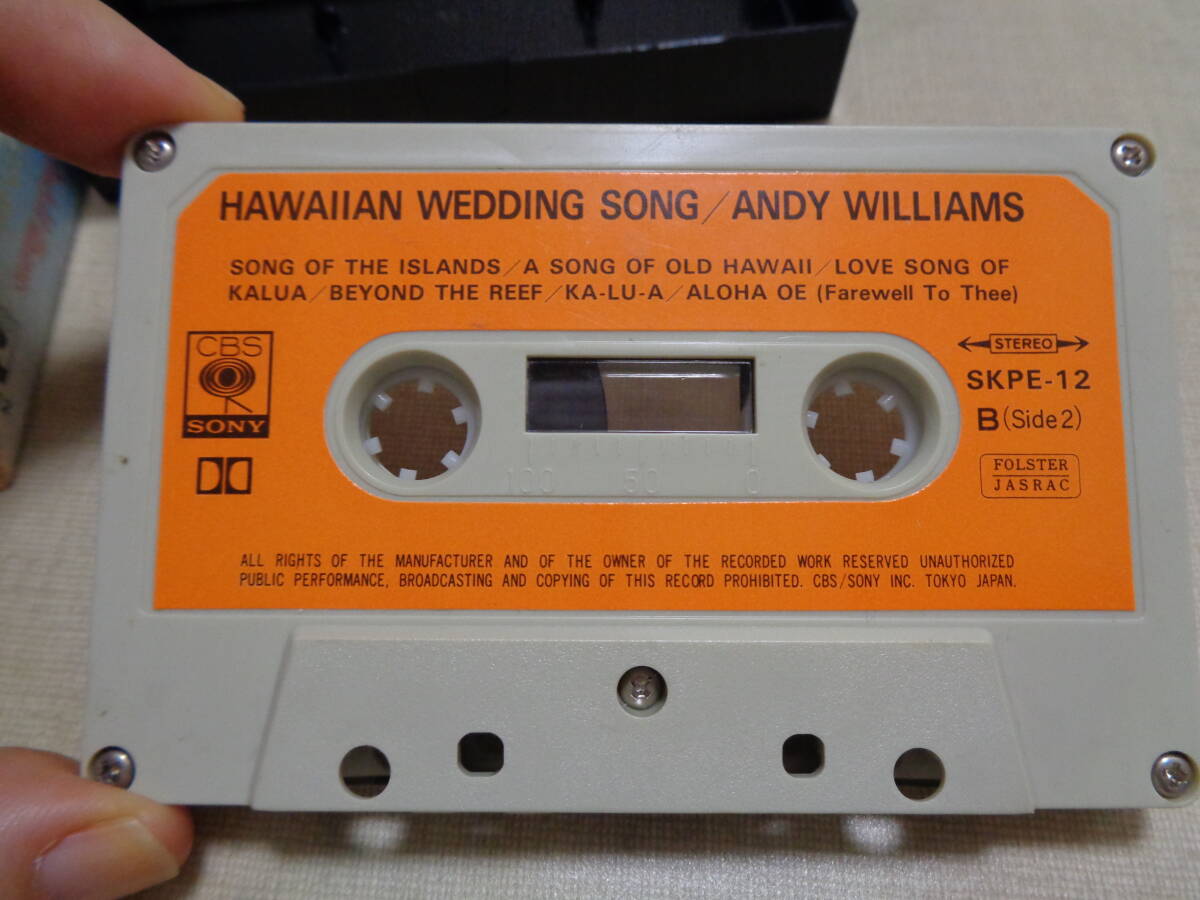 HAWAIIAN WEDDING SONG/ANDY WILLIAMS
SONG OF THE ISLANDS/A SONG OF OLD HAWAII/LOVE SONG OF
KALUA/BEYOND THE REEF/KA-LU-A/ALOHA OE (Farewell To Thee)
CBS
SONY
STEREO
SKPE-12
B (Side 2)
FOLSTER
JASRAC
100 50 0
ALL RIGHTS OF THE MANUFACTURER AND OF THE OWNER OF THE RECORDED WORK RESERVED UNAUTHORIZED
PUBLIC PERFORMANCE, BROADCASTING AND COPYING OF THIS RECORD PROHIBITED. CBS/SONY INC. TOKYO JAPAN.